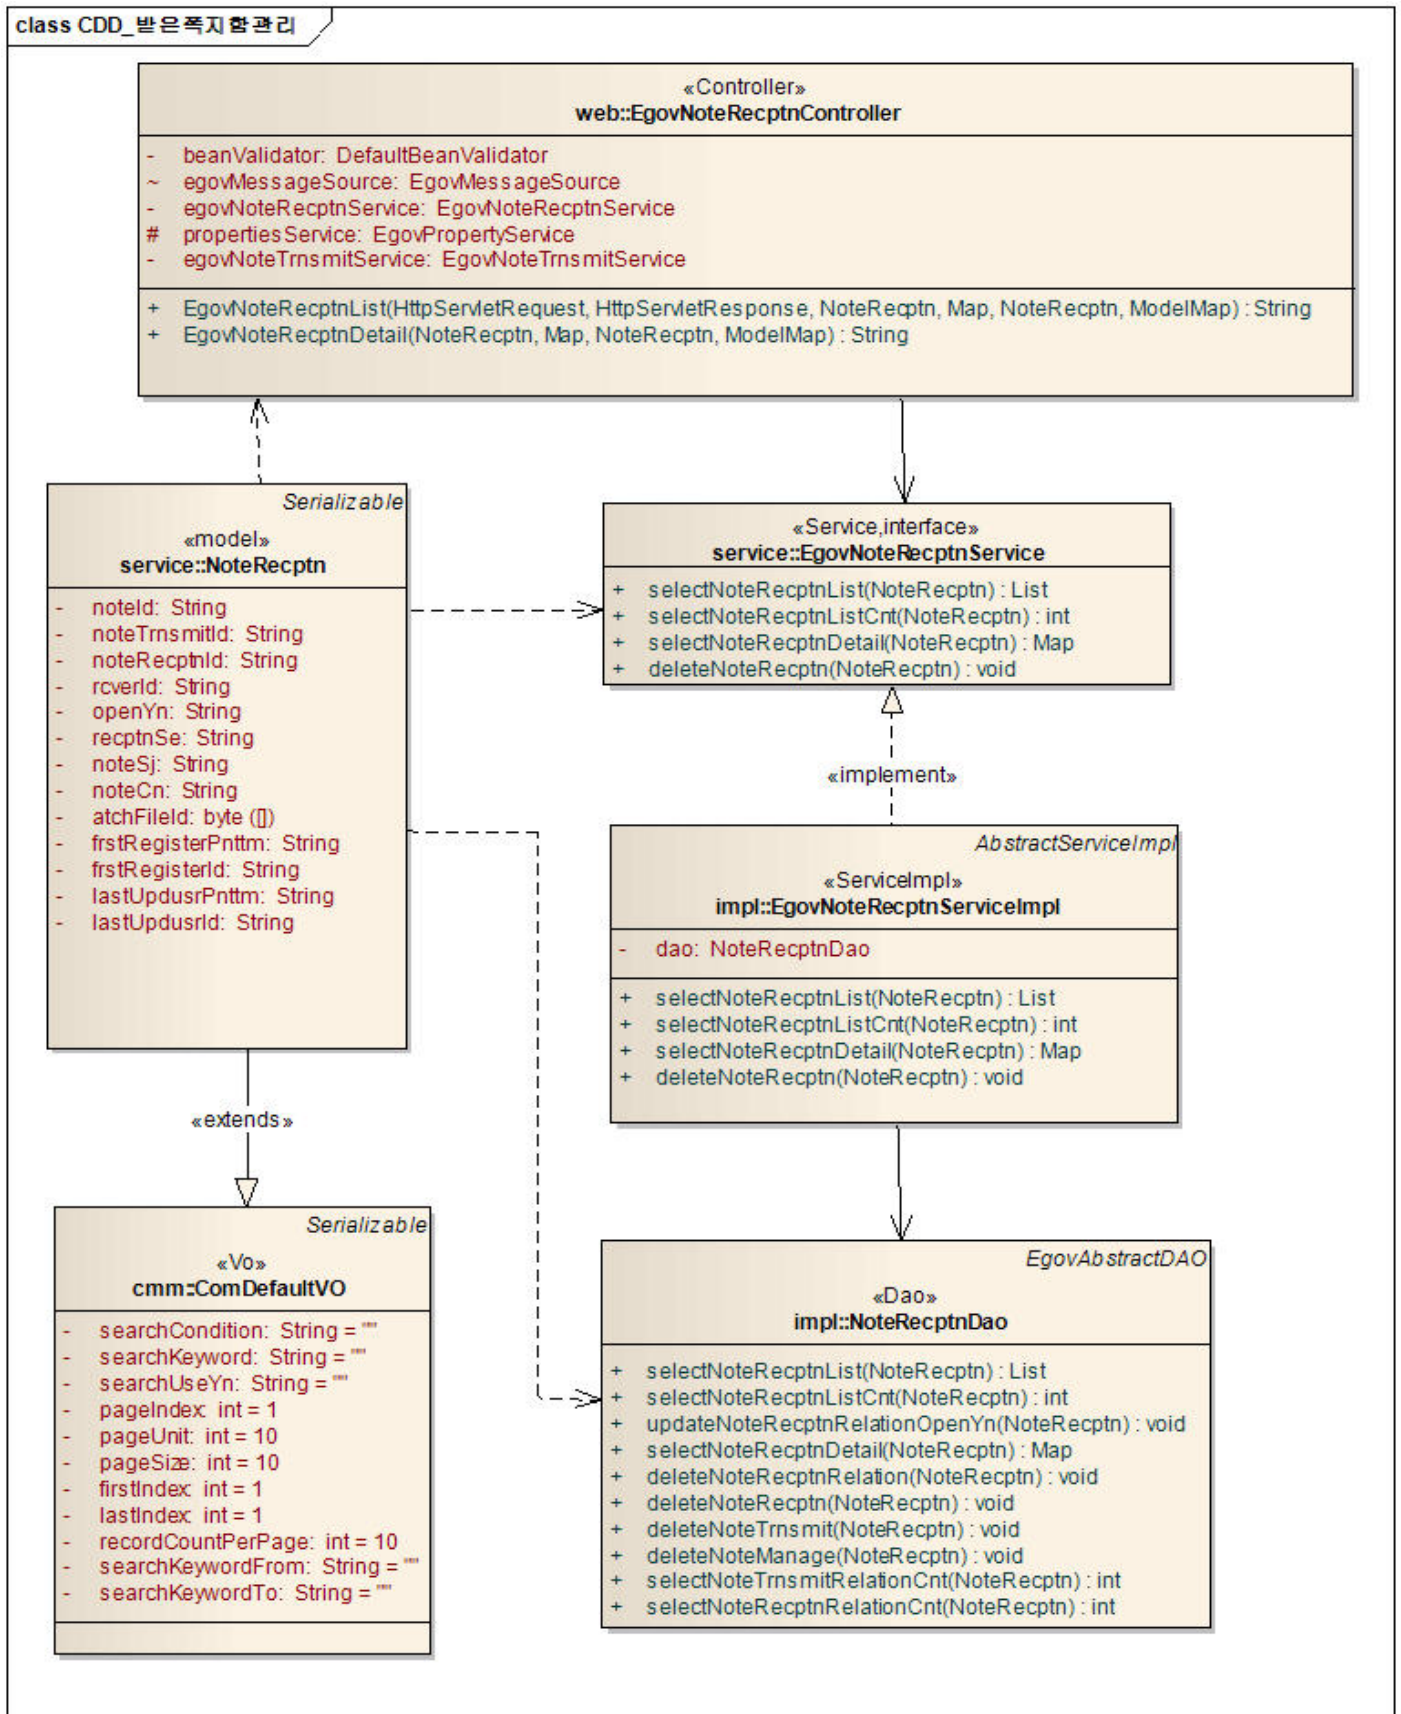 class CDD_받은쪽지함관리
«Controller»
web::EgovNoteRecptnController
- beanValidator: DefaultBeanValidator
~ egovMessageSource: EgovMessageSource
- egovNoteRecptnService: EgovNoteRecptnService
# propertiesService: EgovPropertyService
- egovNoteTrnsmitService: EgovNoteTrnsmitService
+ EgovNoteRecptnList(HttpServletRequest, HttpServletResponse, NoteRecptn, Map, NoteRecptn, ModelMap) : String
+ EgovNoteRecptnDetail(NoteRecptn, Map, NoteRecptn, ModelMap) : String
Serializable
«model»
service::NoteRecptn
- noteId: String
- noteTrnsmitId: String
- noteRecptnId: String
- rcverId: String
- openYn: String
- recptnSe: String
- noteSj: String
- noteCn: String
- atchFileId: byte ([])
- frstRegisterPnttm: String
- frstRegisterId: String
- lastUpdusrPnttm: String
- lastUpdusrId: String
«Service,interface»
service::EgovNoteRecptnService
+ selectNoteRecptnList(NoteRecptn) : List
+ selectNoteRecptnListCnt(NoteRecptn) : int
+ selectNoteRecptnDetail(NoteRecptn) : Map
+ deleteNoteRecptn(NoteRecptn) : void
«implement»
AbstractServiceImpl
«ServiceImpl»
impl::EgovNoteRecptnServiceImpl
- dao: NoteRecptnDao
+ selectNoteRecptnList(NoteRecptn) : List
+ selectNoteRecptnListCnt(NoteRecptn) : int
+ selectNoteRecptnDetail(NoteRecptn) : Map
+ deleteNoteRecptn(NoteRecptn) : void
«extends»
Serializable
«Vo»
cmm::ComDefaultVO
- searchCondition: String = ""
- searchKeyword: String = ""
- searchUseYn: String = ""
- pageIndex: int = 1
- pageUnit: int = 10
- pageSize: int = 10
- firstIndex: int = 1
- lastIndex: int = 1
- recordCountPerPage: int = 10
- searchKeywordFrom: String = ""
- searchKeywordTo: String = ""
EgovAbstractDAO
«Dao»
impl::NoteRecptnDao
+ selectNoteRecptnList(NoteRecptn) : List
+ selectNoteRecptnListCnt(NoteRecptn) : int
+ updateNoteRecptnRelationOpenYn(NoteRecptn) : void
+ selectNoteRecptnDetail(NoteRecptn) : Map
+ deleteNoteRecptnRelation(NoteRecptn) : void
+ deleteNoteRecptn(NoteRecptn) : void
+ deleteNoteTrnsmit(NoteRecptn) : void
+ deleteNoteManage(NoteRecptn) : void
+ selectNoteTrnsmitRelationCnt(NoteRecptn) : int
+ selectNoteRecptnRelationCnt(NoteRecptn) : int